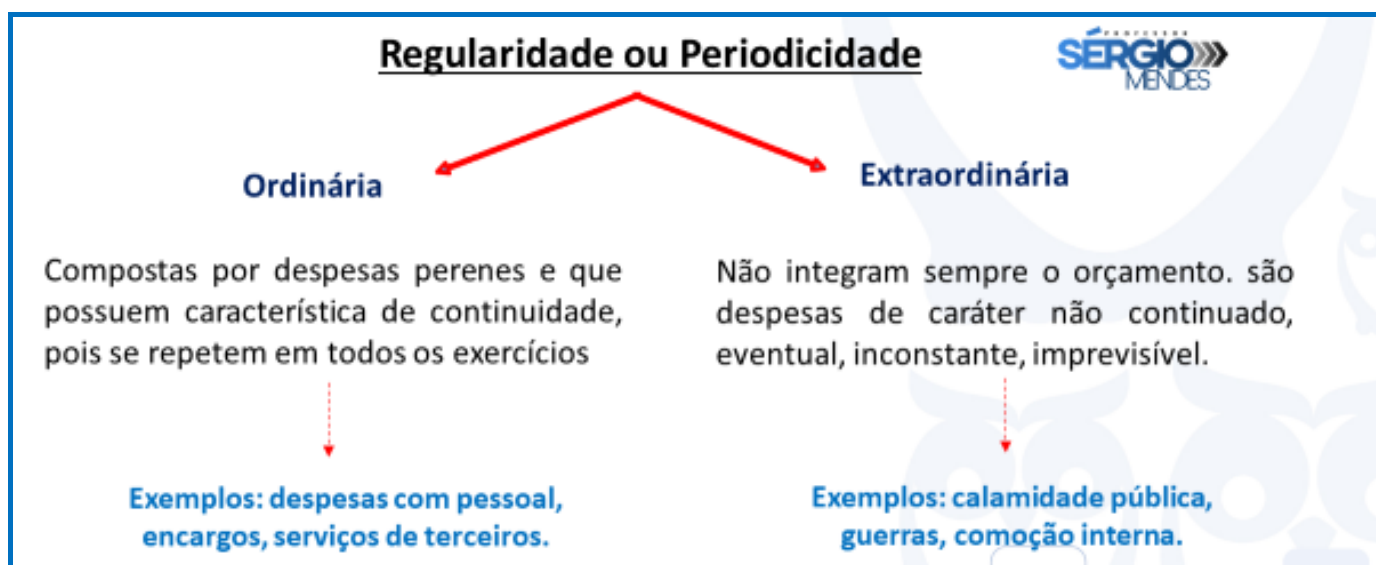 Regularidade ou Periodicidade
PROFESSOR
SÉRGIO
MENDES
Ordinária
Compostas por despesas perenes e que
possuem característica de continuidade,
pois se repetem em todos os exercícios
Exemplos: despesas com pessoal,
encargos, serviços de terceiros.
Extraordinária
Não integram sempre o orçamento. são
despesas de caráter não continuado,
eventual, inconstante, imprevisível.
Exemplos: calamidade pública,
guerras, comoção interna.